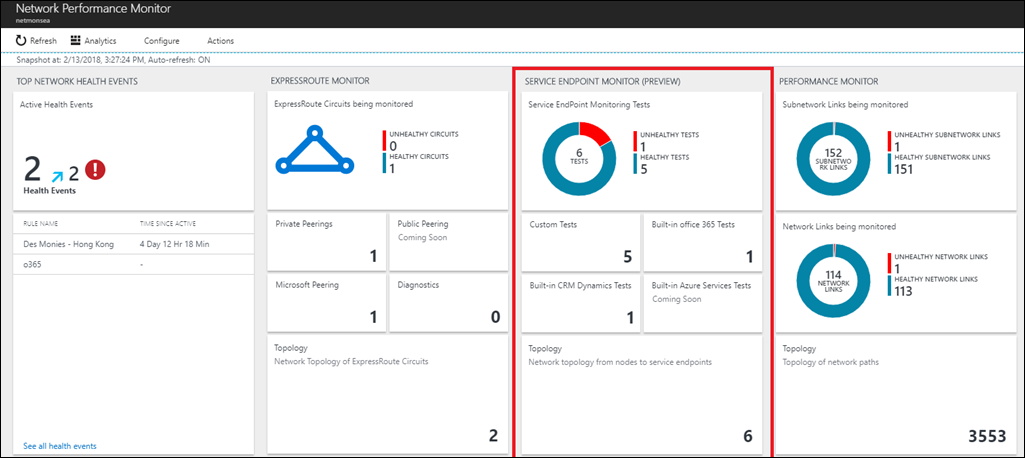 Network Performance Monitor
netmonsea
Refresh Analytics Configure Actions
Snapshot at: 2/13/2018, 3:27:24 PM, Auto-refresh: ON
TOP NETWORK HEALTH EVENTS
Active Health Events
2
2
Health Events
RULE NAME TIME SINCE ACTIVE
Des Monies - Hong Kong 4 Day 12 Hr 18 Min
o365 -
See all health events
EXPRESSROUTE MONITOR
ExpressRoute Circuits being monitored
UNHEALTHY CIRCUITS
0
HEALTHY CIRCUITS
1
Private Peerings
1
Public Peering
Coming Soon
Microsoft Peering
1
Diagnostics
0
Topology
Network Topology of ExpressRoute Circuits
2
SERVICE ENDPOINT MONITOR (PREVIEW)
Service EndPoint Monitoring Tests
6
TESTS
UNHEALTHY TESTS
1
HEALTHY TESTS
5
Custom Tests
5
Built-in office 365 Tests
1
Built-in CRM Dynamics Tests
1
Built-in Azure Services Tests
Coming Soon
Topology
Network topology from nodes to service endpoints
6
PERFORMANCE MONITOR
Subnetwork Links being monitored
152
SUBNETWO
RK LINKS
UNHEALTHY SUBNETWORK LINKS
1
HEALTHY SUBNETWORK LINKS
151
Network Links being monitored
114
NETWORK
LINKS
UNHEALTHY NETWORK LINKS
1
HEALTHY NETWORK LINKS
113
Topology
Topology of network paths
3553